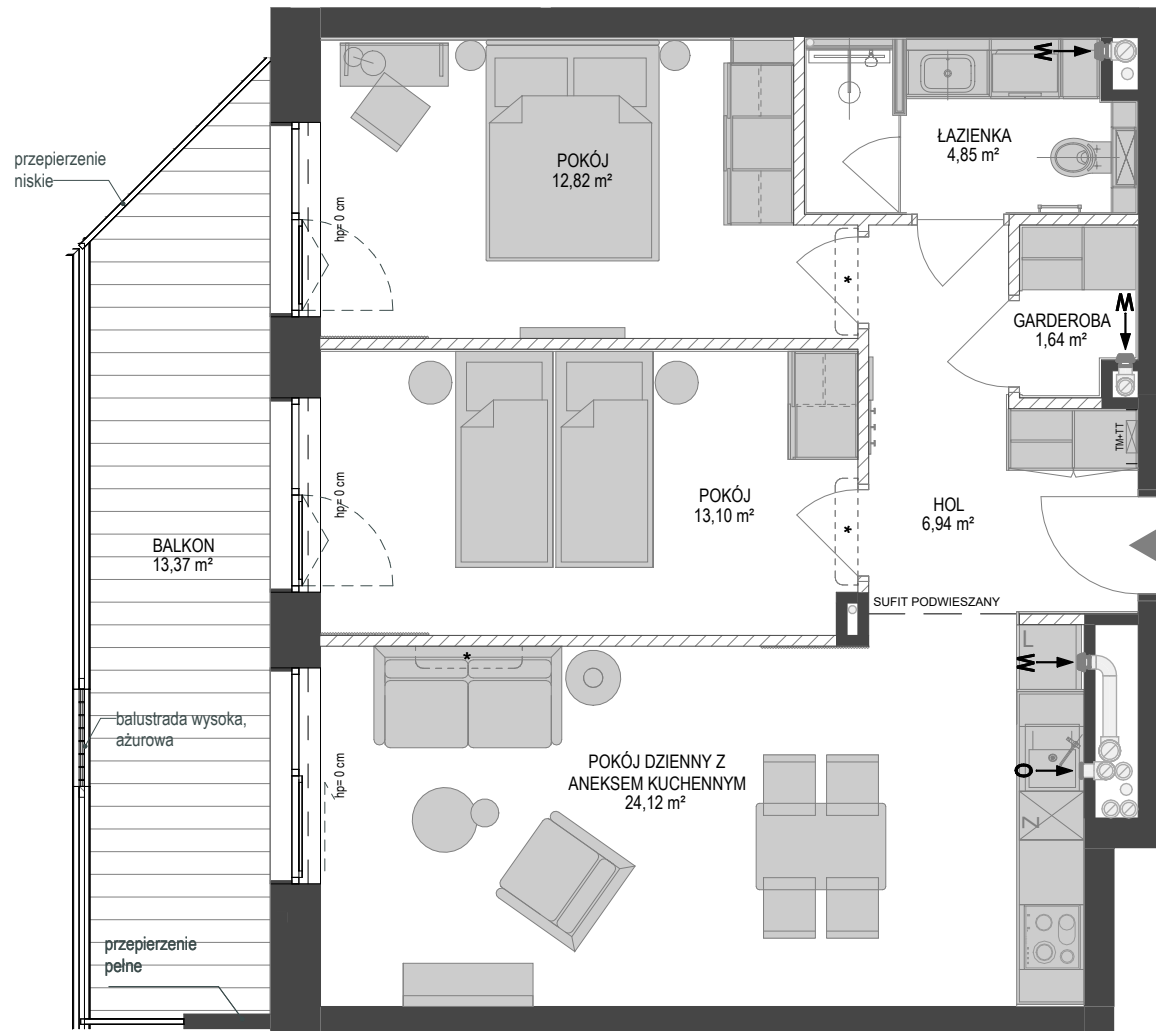 W
ŁAZIENKA
4,85 m²
POKÓJ
12,82 m²
przepierzenie
niskie
hp= 0 cm
*
W
GARDEROBA
1,64 m²
TM+TT
POKÓJ
13,10 m²
hp= 0 cm
*
HOL
6,94 m²
BALKON
13,37 m²
SUFIT PODWIESZANY
L
W
*
balustrada wysoka,
ażurowa
POKÓJ DZIENNY Z
ANEKSEM KUCHENNYM
24,12 m²
hp= 0 cm
O
Z
przepierzenie
pełne